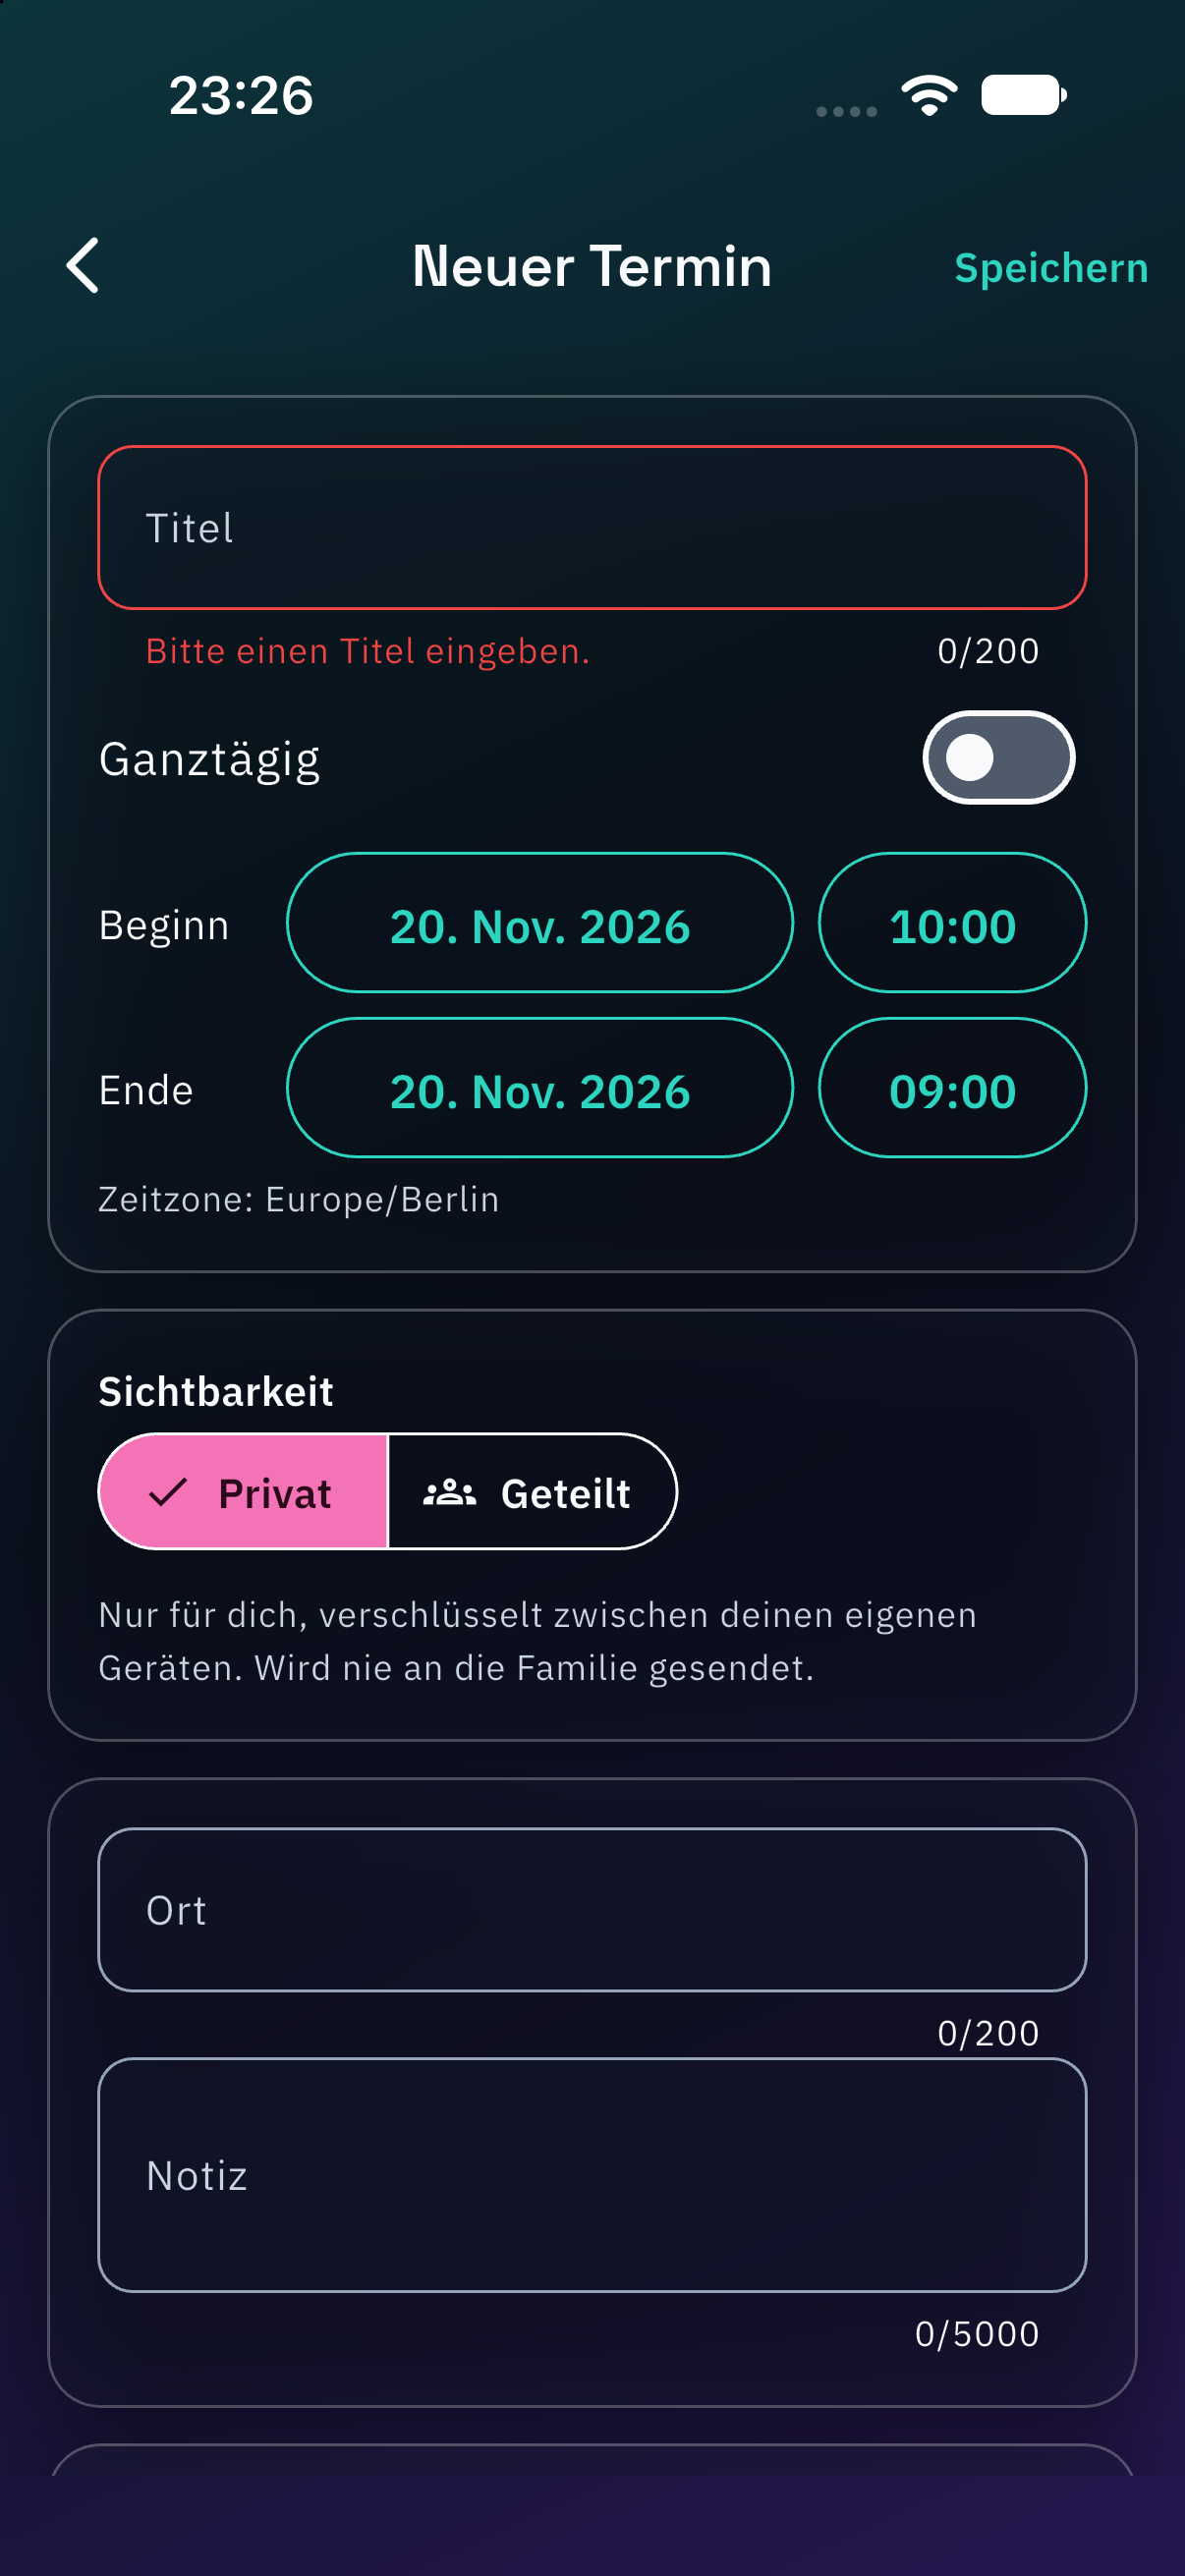 23:26
Neuer Termin
Speichern
Titel
Bitte einen Titel eingeben.
0/200
Ganztägig
Beginn
20. Nov. 2026
10:00
Ende
20. Nov. 2026
09:00
Zeitzone: Europe/Berlin
Sichtbarkeit
Privat
Geteilt
Nur für dich, verschlüsselt zwischen deinen eigenen
Geräten. Wird nie an die Familie gesendet.
Ort
0/200
Notiz
0/5000